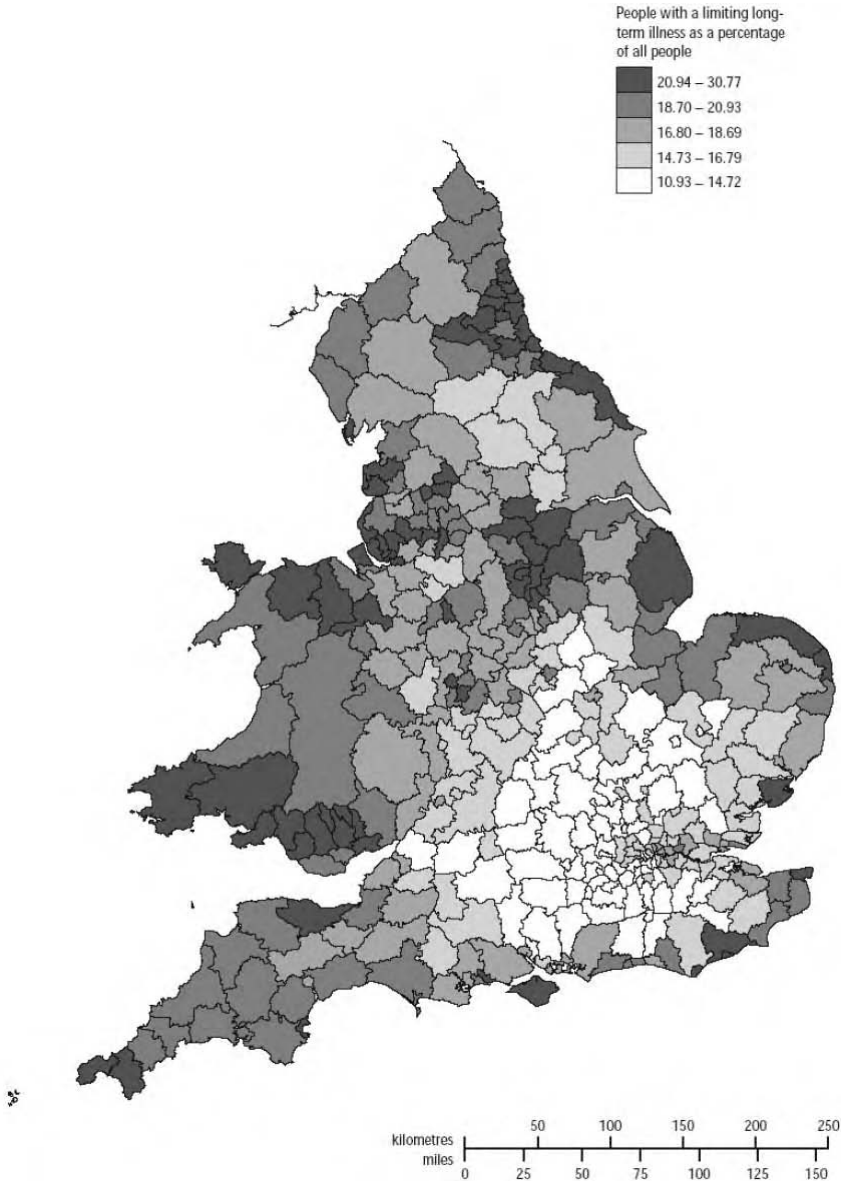 People with a limiting long-
term illness as a percentage
of all people
20.94 – 30.77
18.70 – 20.93
16.80 – 18.69
14.73 – 16.79
10.93 – 14.72
50 100 150 200 250
kilometres
miles
0 25 50 75 100 125 150